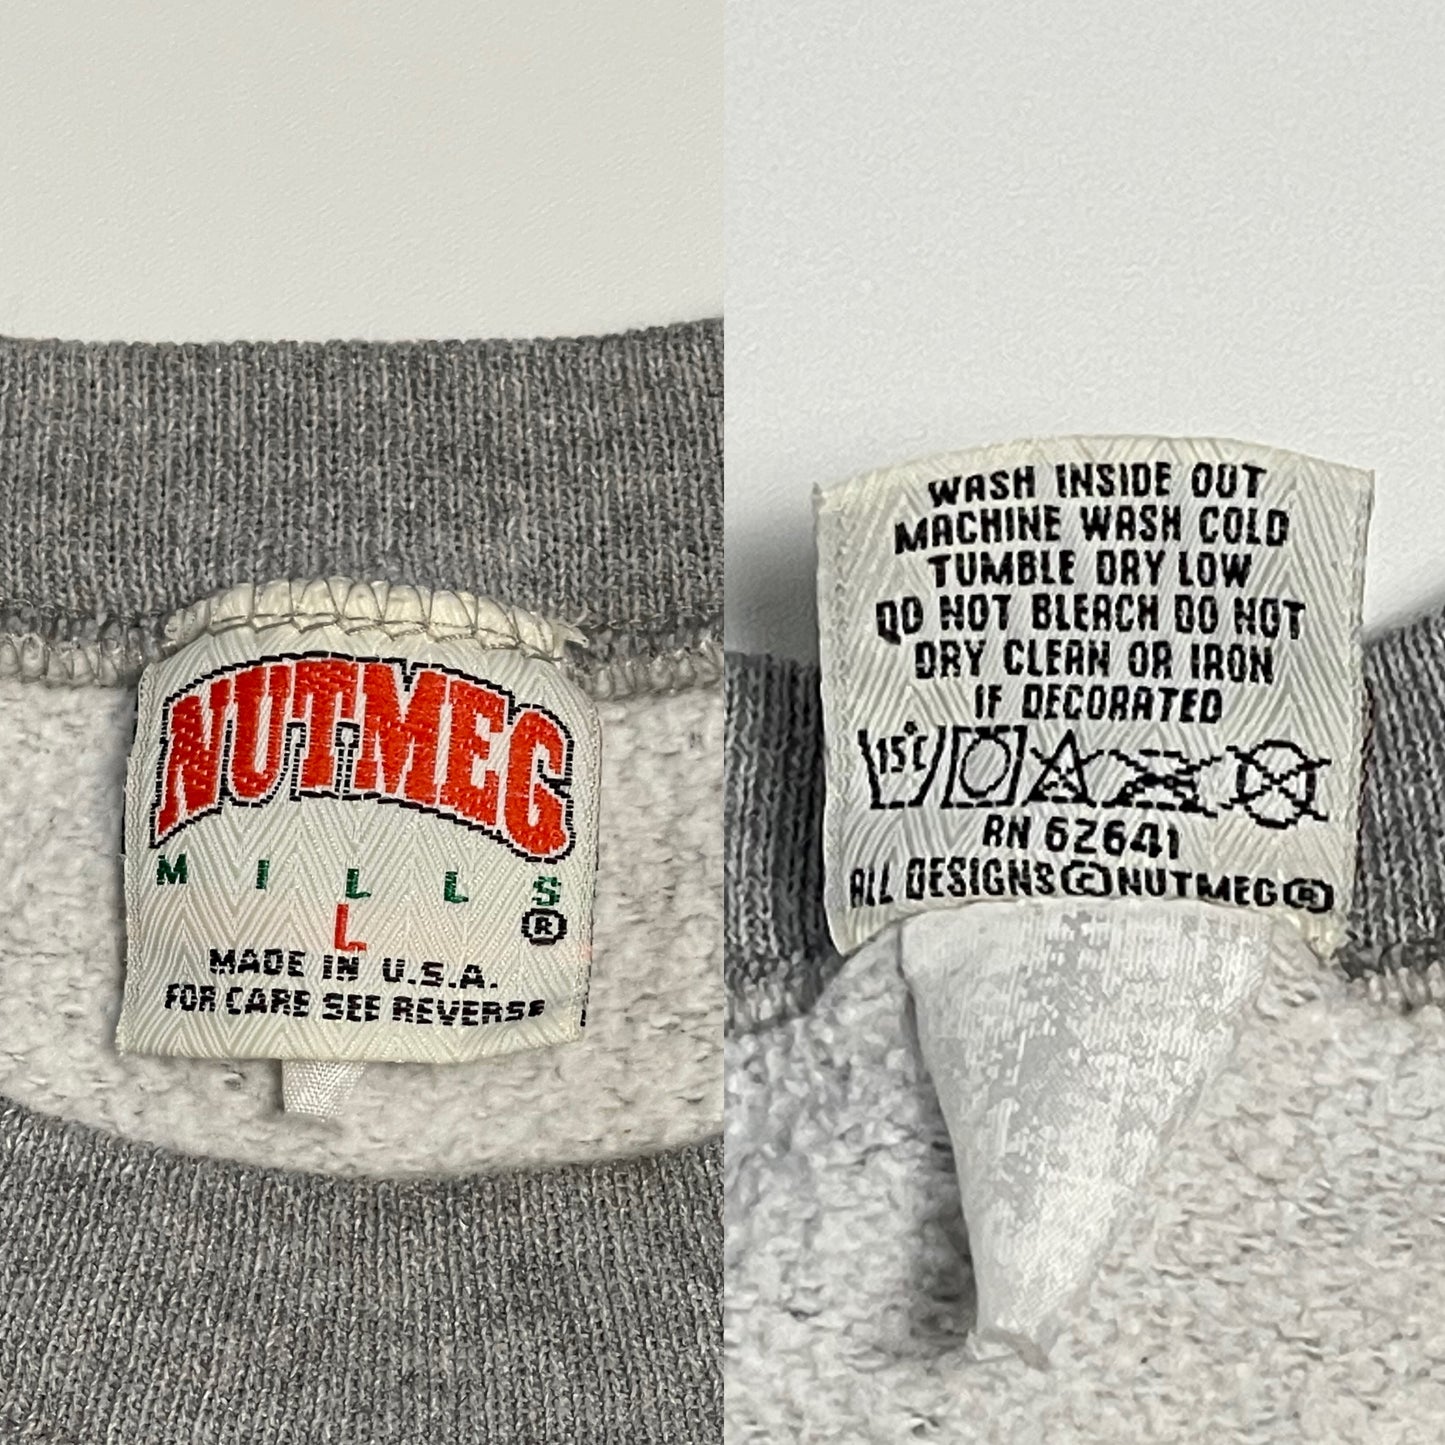 NUTMEG
MILLS
®
L
MADE IN U.S.A.
FOR CARE SEE REVERSE
WASH INSIDE OUT
MACHINE WASH COLD
TUMBLE DRY LOW
DO NOT BLEACH DO NOT
DRY CLEAN OR IRON
IF DECORATED
15°C
RN 62641
ALL DESIGNS © NUTMEG ®